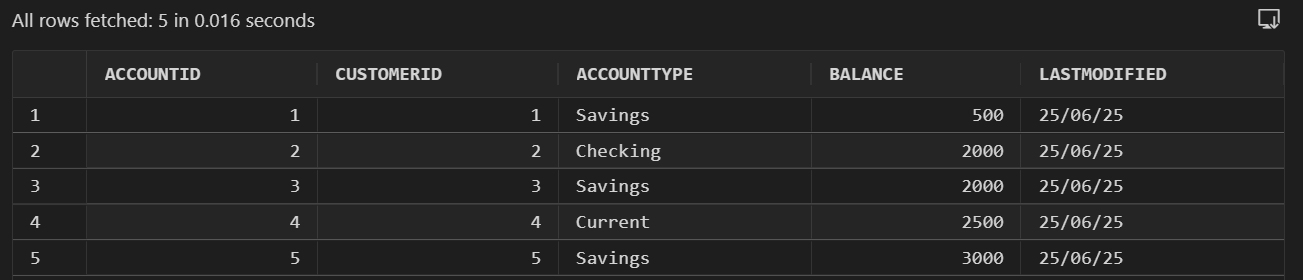 All rows fetched: 5 in 0.016 seconds
ACCOUNTID CUSTOMERID ACCOUNTTYPE BALANCE LASTMODIFIED
1 1 1 Savings 500 25/06/25
2 2 2 Checking 2000 25/06/25
3 3 3 Savings 2000 25/06/25
4 4 4 Current 2500 25/06/25
5 5 5 Savings 3000 25/06/25